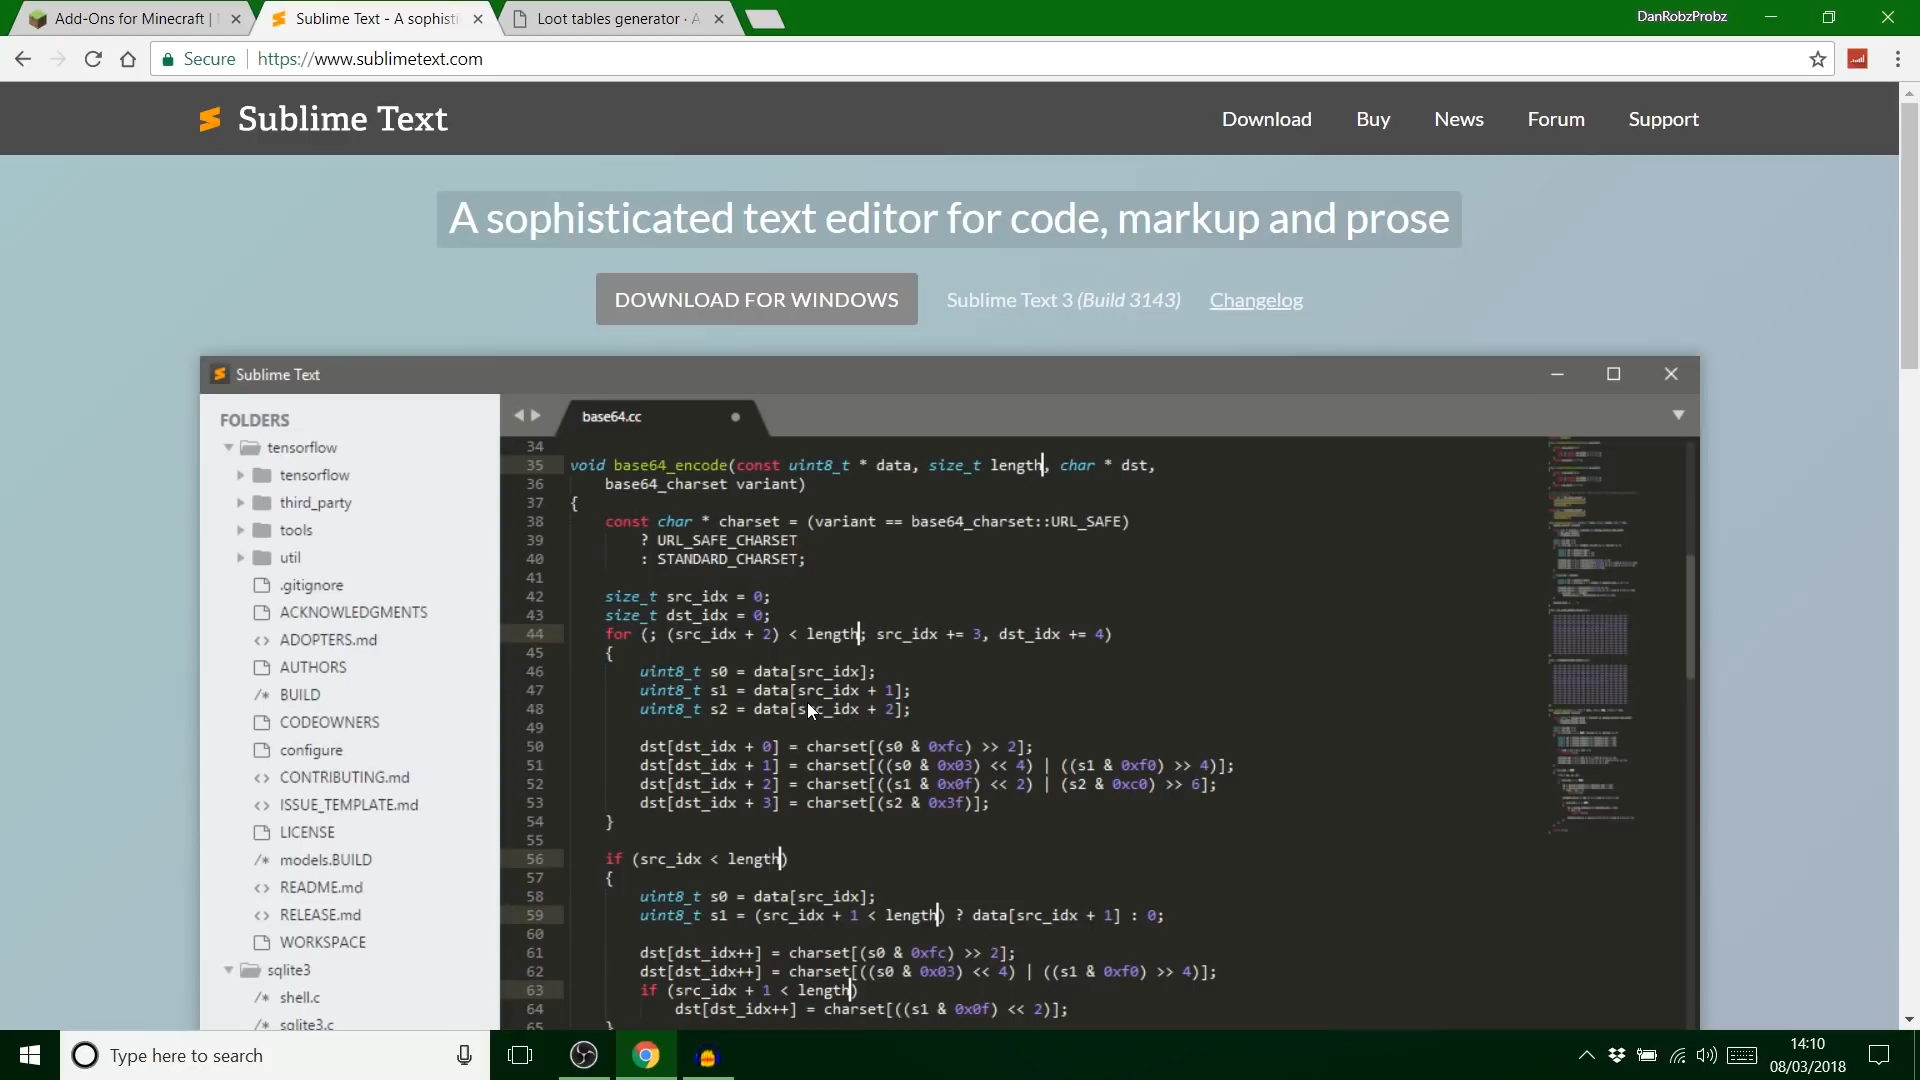 Add-Ons for Minecraft |
Sublime Text - A sophisti
Loot tables generator · A
DanRobzProbz
Secure
https://www.sublimetext.com
Sublime Text
Download
Buy
News
Forum
Support
A sophisticated text editor for code, markup and prose
DOWNLOAD FOR WINDOWS
Sublime Text 3 (Build 3143)
Changelog
Sublime Text
FOLDERS
tensorflow
tensorflow
third_party
tools
util
.gitignore
ACKNOWLEDGMENTS
<> ADOPTERS.md
AUTHORS
/* BUILD
CODEOWNERS
configure
<> CONTRIBUTING.md
<> ISSUE_TEMPLATE.md
LICENSE
/* models.BUILD
<> README.md
<> RELEASE.md
WORKSPACE
sqlite3
/* shell.c
/* sqlite3.c
base64.cc
34
35 void base64_encode(const uint8_t * data, size_t length, char * dst,
36 base64_charset variant)
37 {
38 const char * charset = (variant == base64_charset::URL_SAFE)
39 ? URL_SAFE_CHARSET
40 : STANDARD_CHARSET;
41
42 size_t src_idx = 0;
43 size_t dst_idx = 0;
44 for (; (src_idx + 2) < length; src_idx += 3, dst_idx += 4)
45 {
46 uint8_t s0 = data[src_idx];
47 uint8_t s1 = data[src_idx + 1];
48 uint8_t s2 = data[src_idx + 2];
49
50 dst[dst_idx + 0] = charset[(s0 & 0xfc) >> 2];
51 dst[dst_idx + 1] = charset[((s0 & 0x03) << 4) | ((s1 & 0xf0) >> 4)];
52 dst[dst_idx + 2] = charset[((s1 & 0x0f) << 2) | (s2 & 0xc0) >> 6];
53 dst[dst_idx + 3] = charset[(s2 & 0x3f)];
54 }
55
56 if (src_idx < length)
57 {
58 uint8_t s0 = data[src_idx];
59 uint8_t s1 = (src_idx + 1 < length) ? data[src_idx + 1] : 0;
60
61 dst[dst_idx++] = charset[(s0 & 0xfc) >> 2];
62 dst[dst_idx++] = charset[((s0 & 0x03) << 4) | ((s1 & 0xf0) >> 4)];
63 if (src_idx + 1 < length)
64 dst[dst_idx++] = charset[((s1 & 0x0f) << 2)];
65 }
Type here to search
14:10
08/03/2018